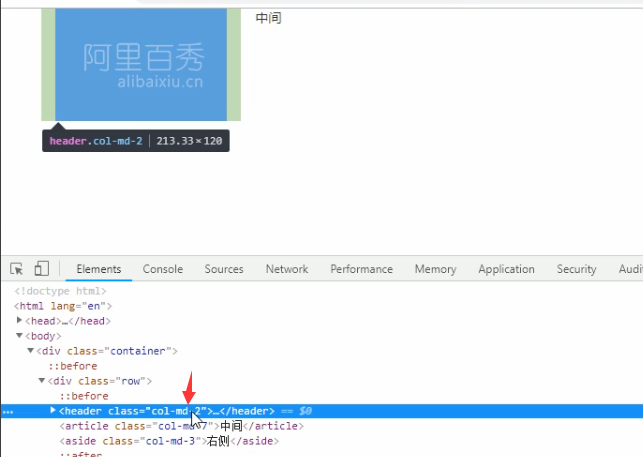 中间
阿里百秀
alibaixiu.cn
header.col-md-2 | 213.33×120
Elements Console Sources Network Performance Memory Application Security Audi
<!doctype html>
<html lang="en">
<head>…</head>
<body>
<div class="container">
::before
<div class="row">
::before
… <header class="col-md-2">…</header> == $0
<article class="col-md-7">中间</article>
<aside class="col-md-3">右侧</aside>
::after